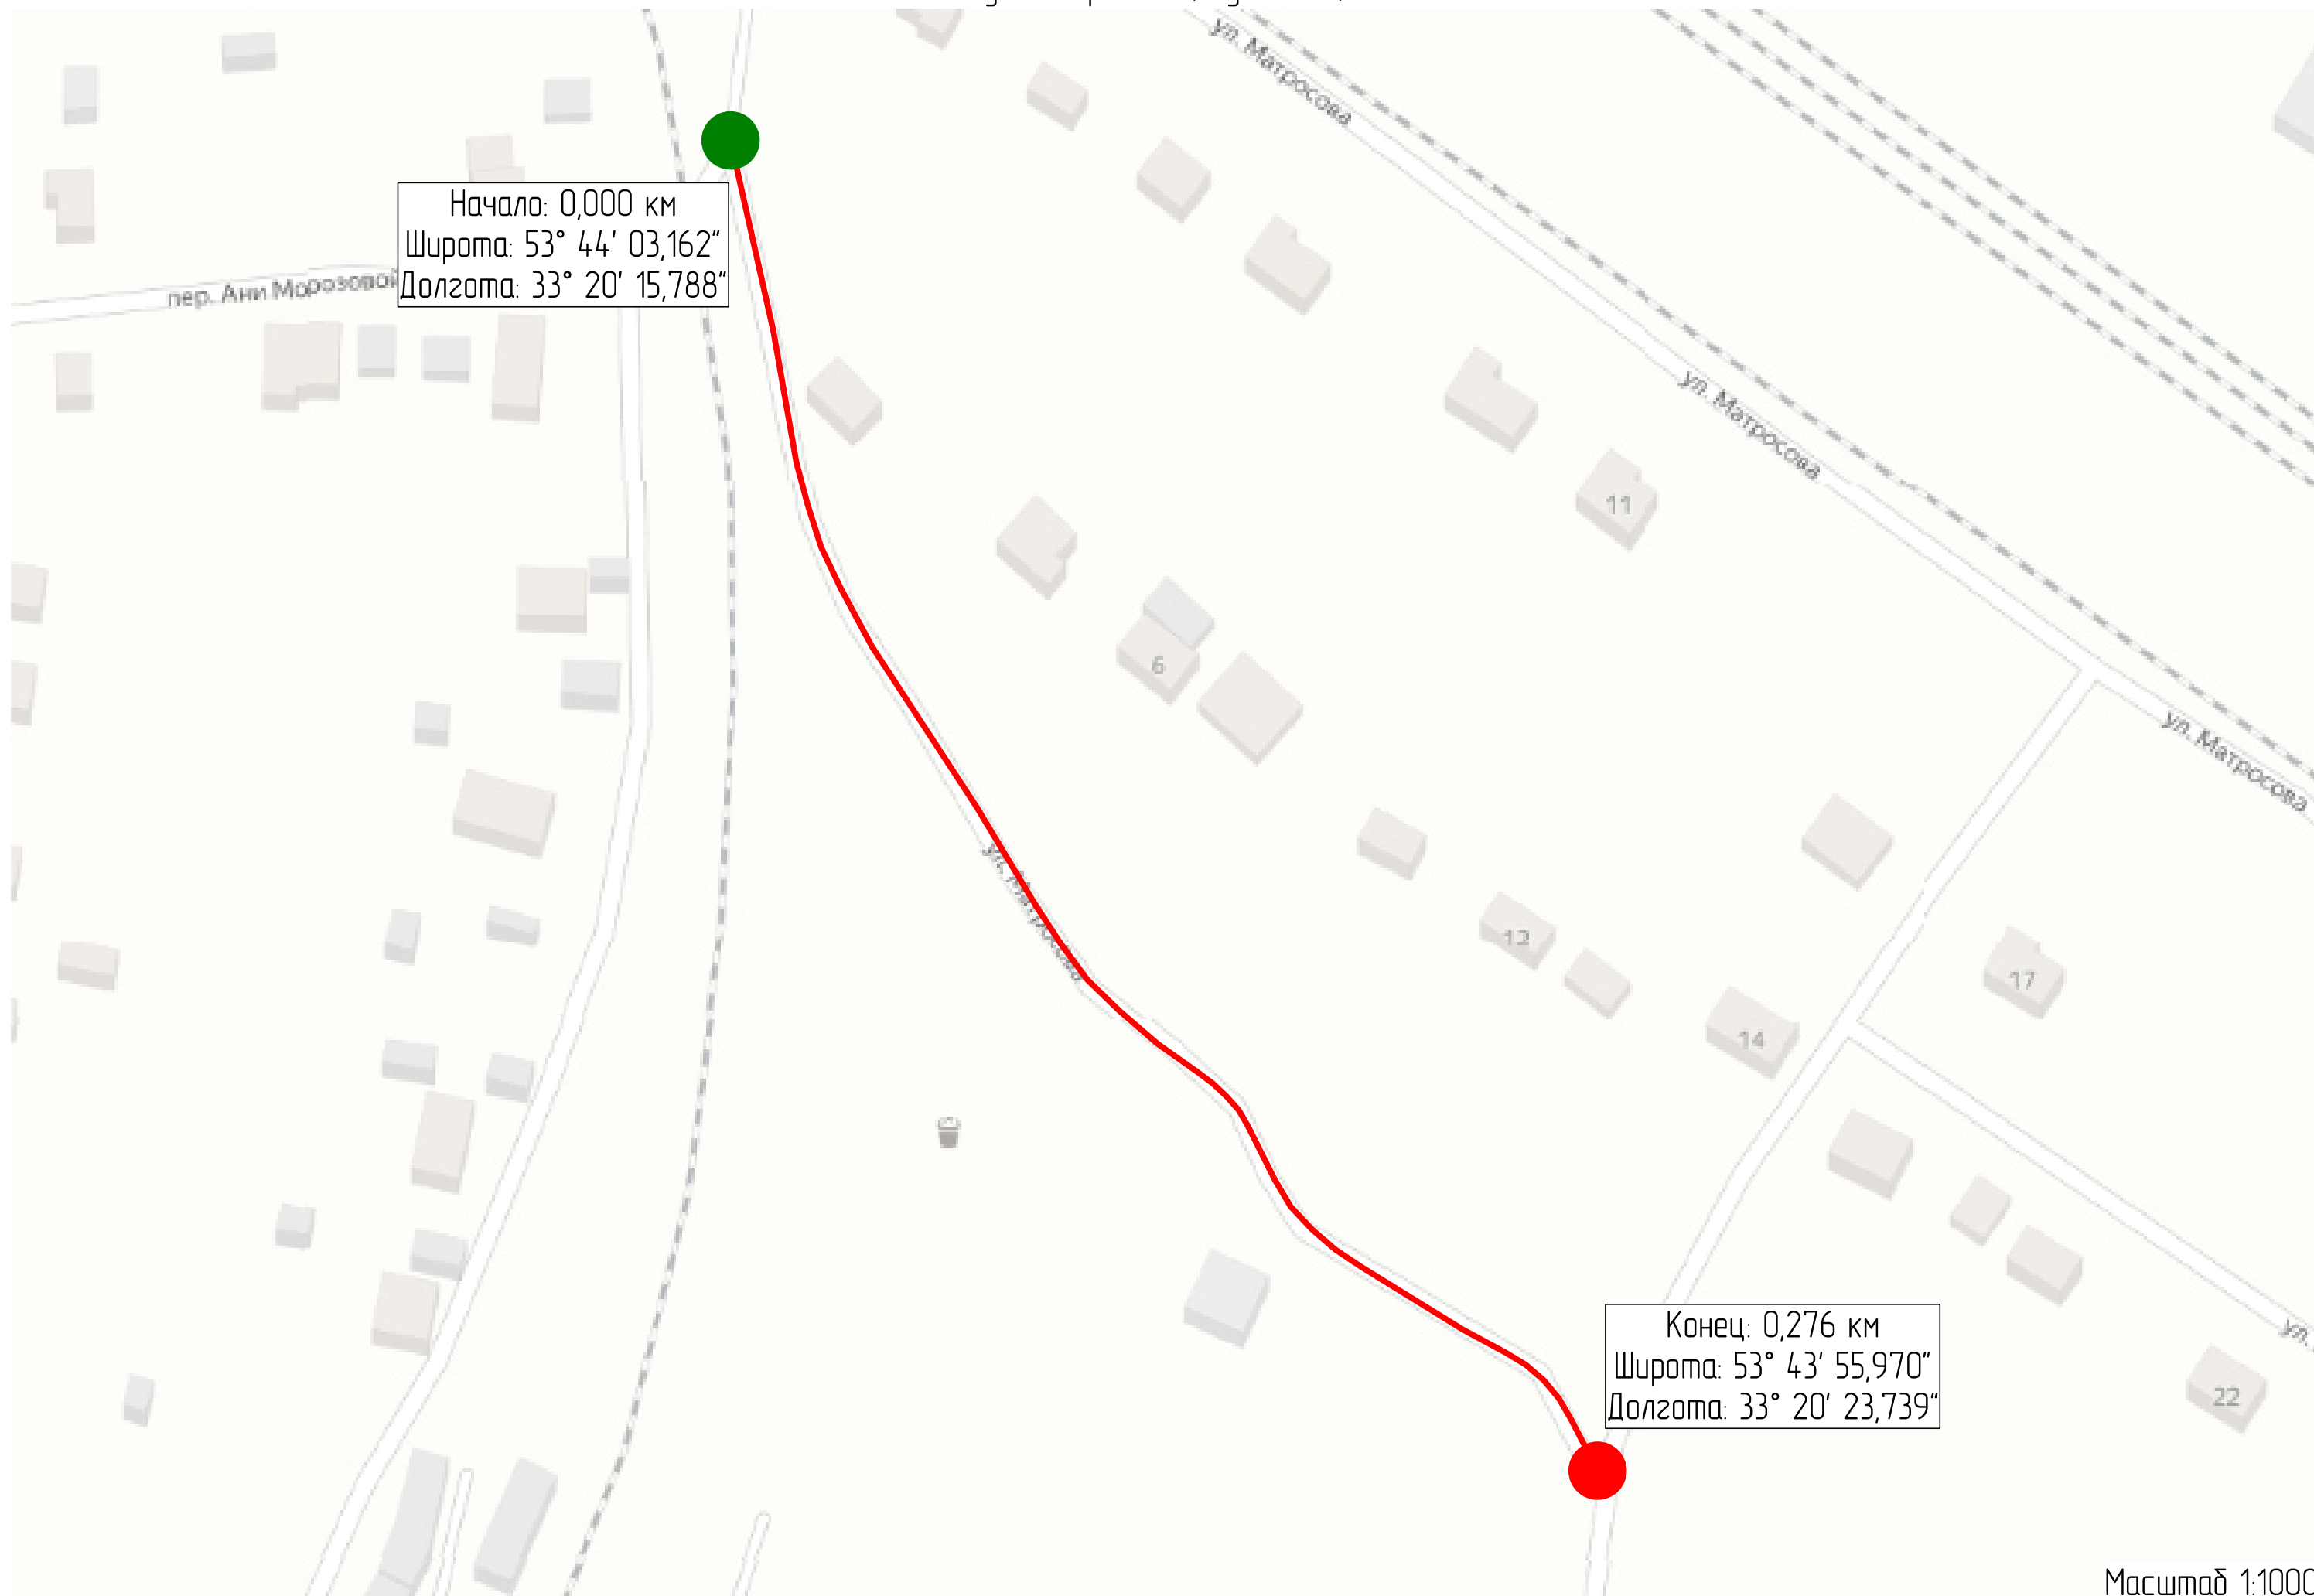 ул. Матросова
Начало: 0,000 км
Широта: 53° 44' 03,162"
Долгота: 33° 20' 15,788"
пер. Ани Морозовой
ул. Матросова
11
6
ул. Матросова
ул. Матросова
12
17
14
Конец: 0,276 км
Широта: 53° 43' 55,970"
Долгота: 33° 20' 23,739"
ул.
22
Масштаб 1:1000